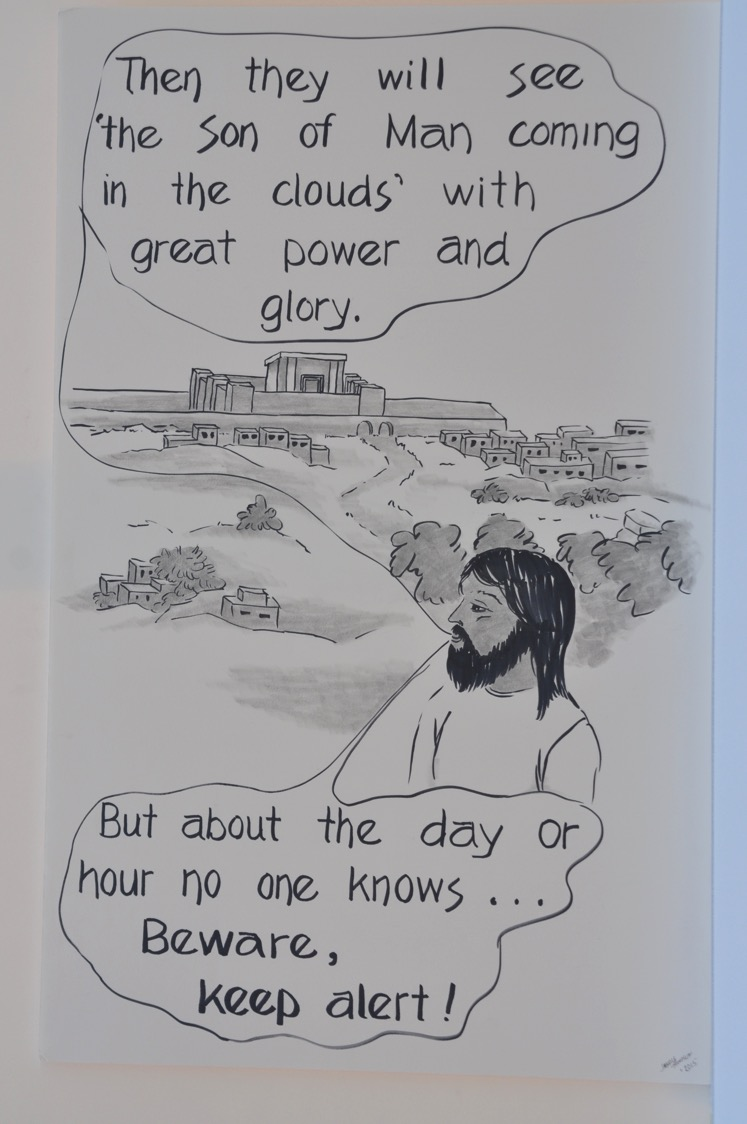 Then they will see
'the Son of Man coming
in the clouds' with
great power and
glory.
But about the day or
hour no one knows ...
Beware,
keep alert!